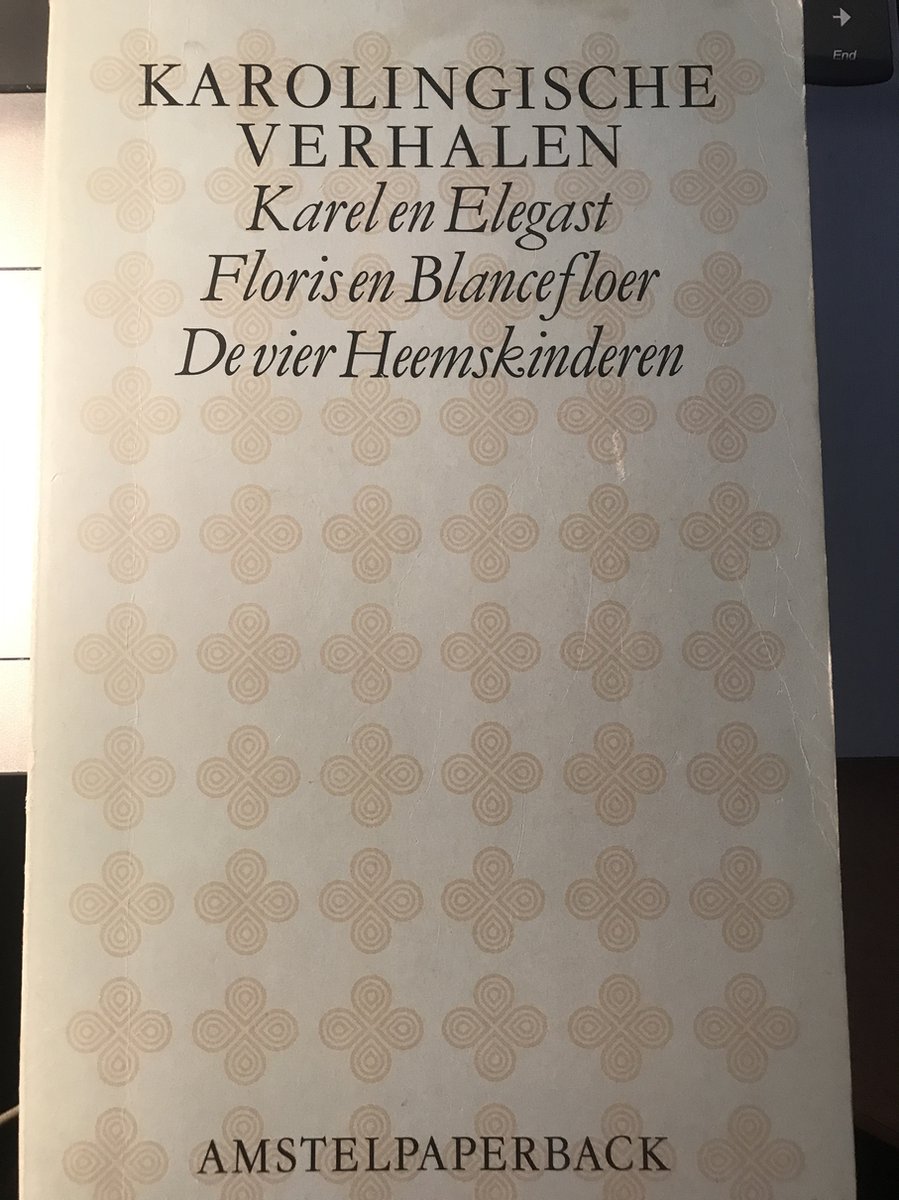 KAROLINGISCHE
VERHALEN
Karel en Elegast
Floris en Blancefloer
De vier Heemskinderen
AMSTELPAPERBACK
End